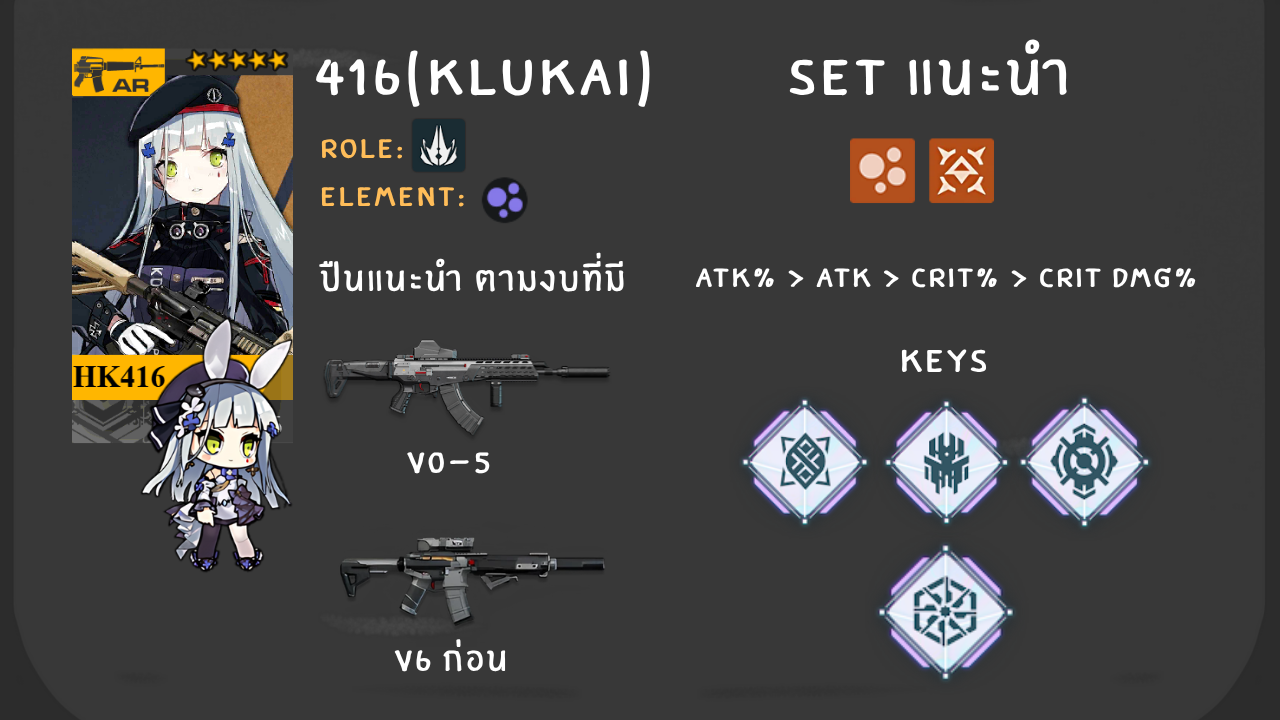 AR
416(KLUKAI)
ROLE:
ELEMENT:
HK416
ปืนแนะนำ ตามงบที่มี
V0-5
V6 ก่อน
SET แนะนำ
ATK% > ATK > CRIT% > CRIT DMG%
KEYS